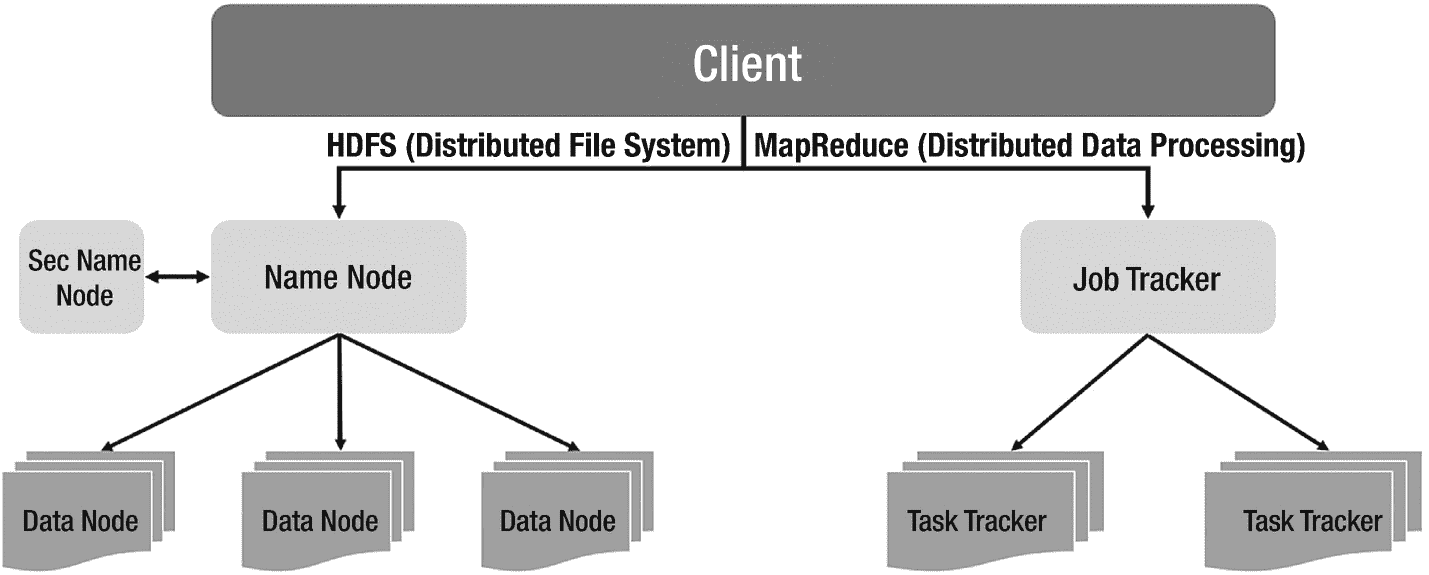 Client
HDFS (Distributed File System)
MapReduce (Distributed Data Processing)
Sec Name
Node
Name Node
Job Tracker
Data Node
Data Node
Data Node
Task Tracker
Task Tracker